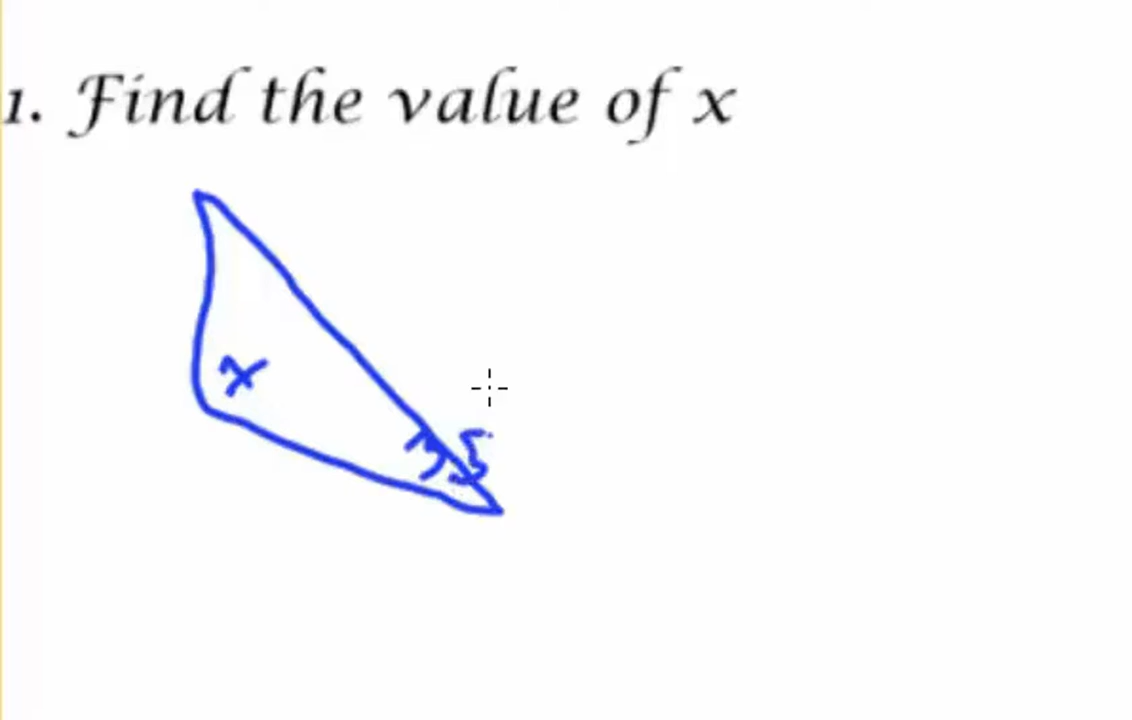 1. Find the value of x
x
35